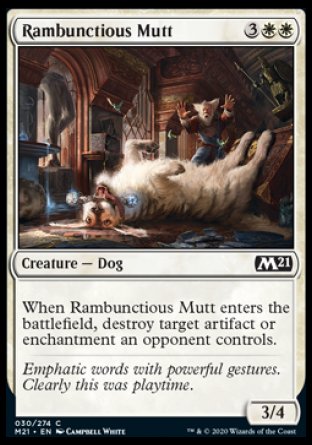 Rambunctious Mutt 3
Creature — Dog M21
When Rambunctious Mutt enters the
battlefield, destroy target artifact or
enchantment an opponent controls.
Emphatic words with powerful gestures.
Clearly this was playtime.
3/4
030/274 C
M21 • EN Campbell White ™ & © 2020 Wizards of the Coast